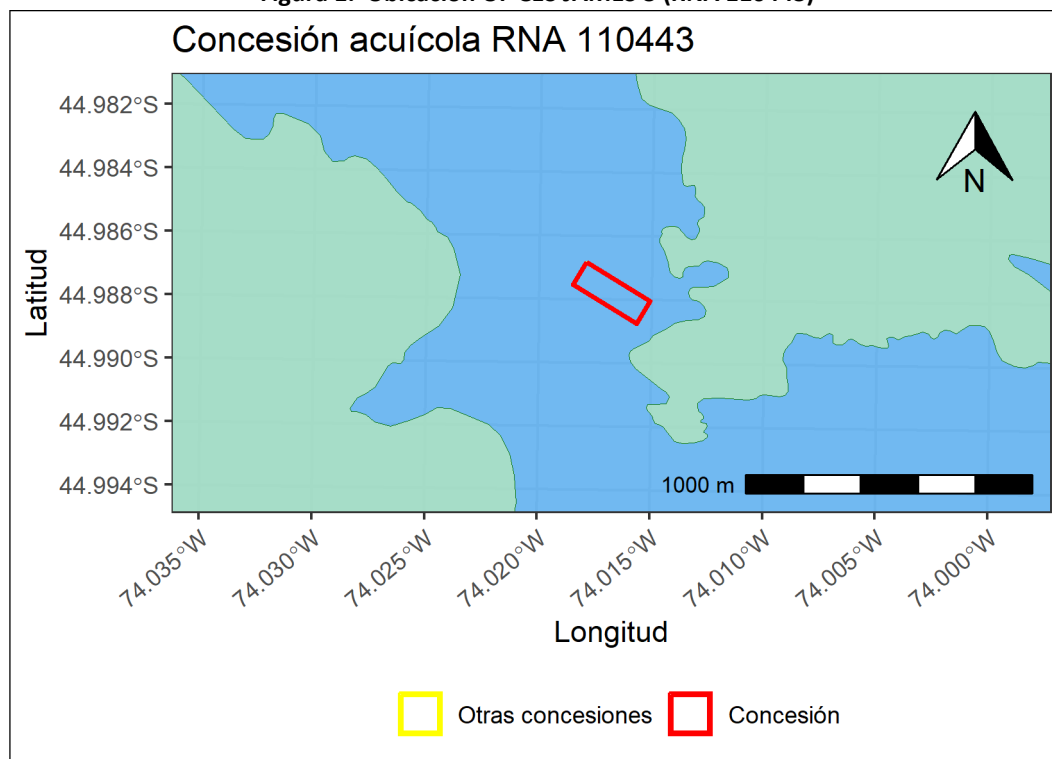 Concesión acuícola RNA 110443
44.982°S
44.984°S
44.986°S
44.988°S
44.990°S
44.992°S
44.994°S
Latitud
N
1000 m
74.035°W
74.030°W
74.025°W
74.020°W
74.015°W
74.010°W
74.005°W
74.000°W
Longitud
Otras concesiones
Concesión